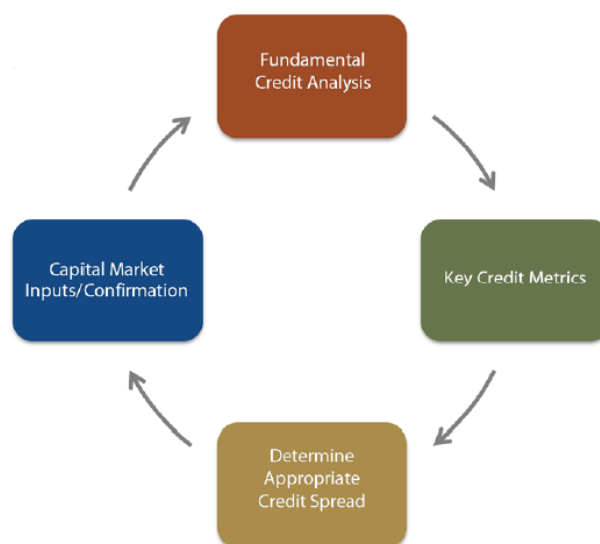 Fundamental
Credit Analysis
Capital Market
Inputs/Confirmation
Key Credit Metrics
Determine
Appropriate
Credit Spread